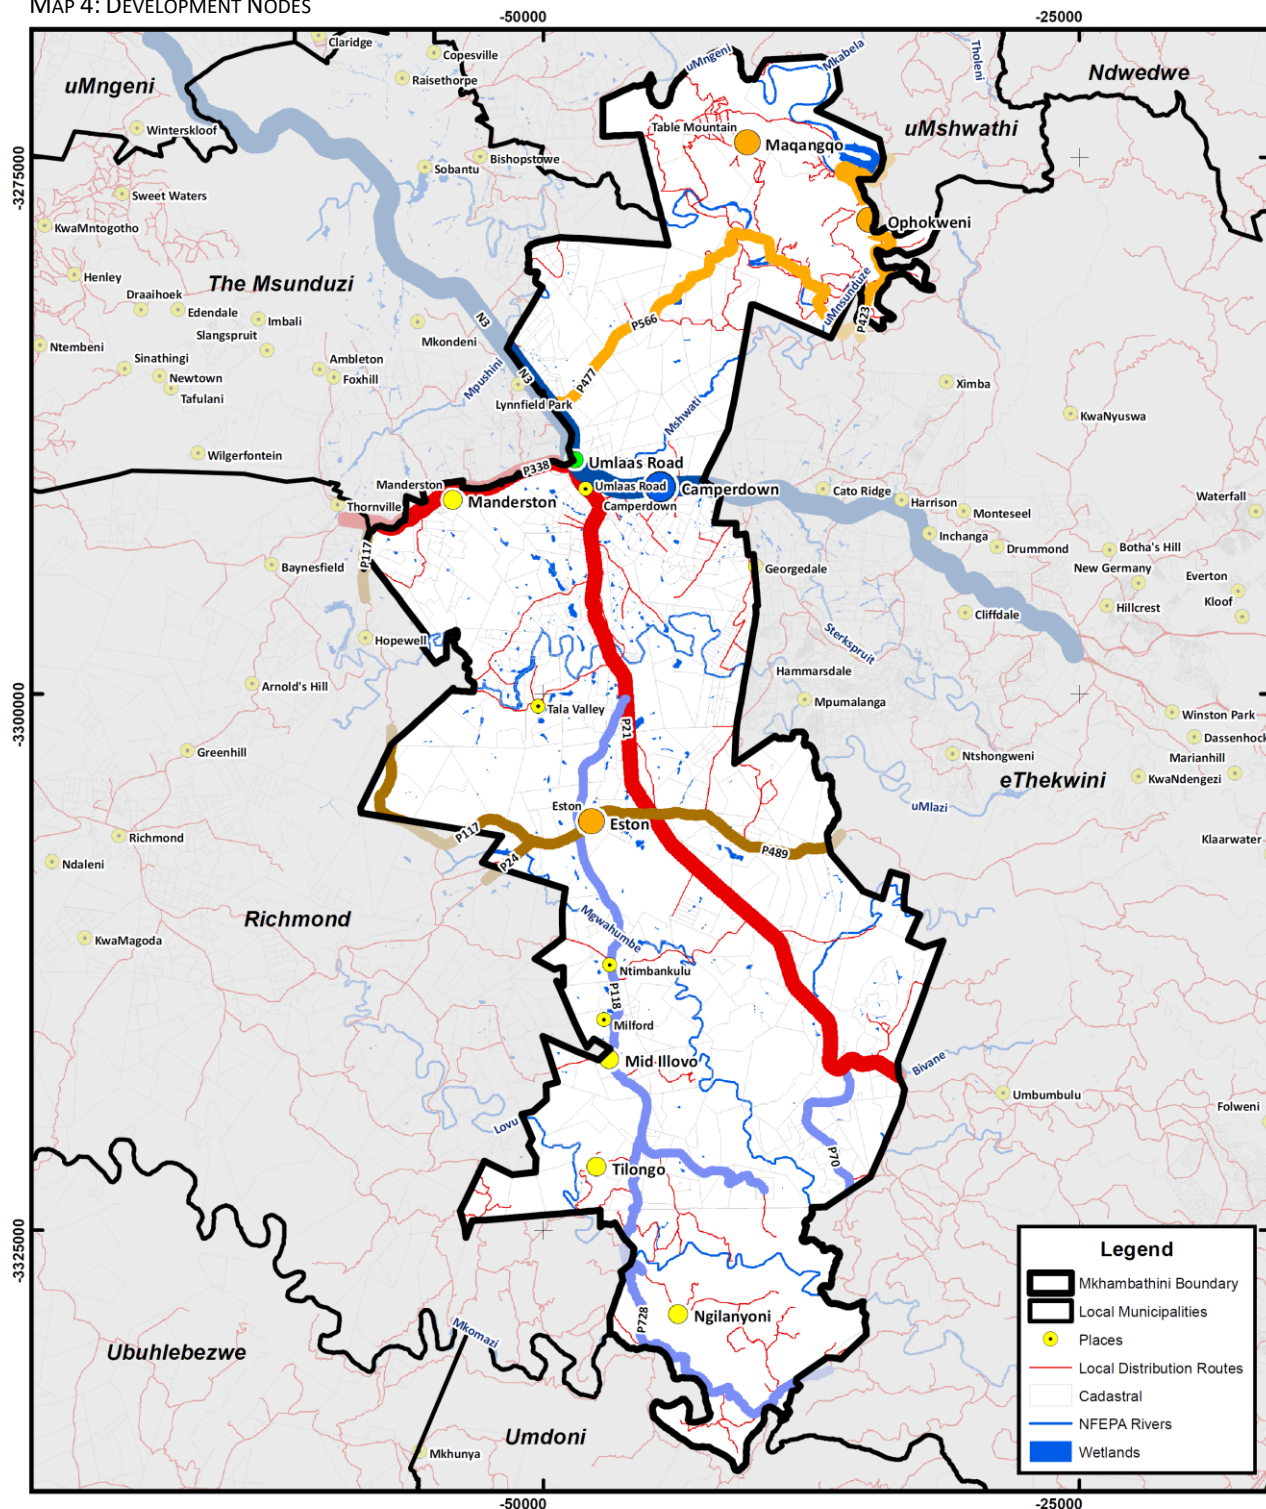 MAP 4: DEVELOPMENT NODES
-50000
-25000
Claridge
Copesville
Raisethorpe
uMngeni
uMngeni
Mkabela
Tholeni
Ndwedwe
Winterskloof
Table Mountain
Maqangqo
uMshwathi
-3275000
Bishopstowe
Sobantu
Sweet Waters
KwaMntogotho
Ophokweni
Henley
The Msunduzi
Draaihoek
Edendale
Imbali
Slangspruit
N3
Mkondeni
P566
uMnsunduze
P423
Ntembeni
Sinathingi
Newtown
Tafulani
Ambleton
Foxhill
Mpushini
N3
P477
Lynnfield Park
Ximba
KwaNyuswa
Mshwati
Wilgerfontein
P338
Umlaas Road
Umlaas Road
Camperdown
Camperdown
Manderston
Manderston
Thornville
Cato Ridge
Harrison
Monteseel
Waterfall
Inchanga
Drummond
Botha's Hill
New Germany
Everton
Kloof
Hillcrest
Baynesfield
P117
Georgedale
Cliffdale
Hopewell
Sterkspruit
Hammarsdale
Mpumalanga
Arnold's Hill
-3300000
Tala Valley
P21
Winston Park
Dassenhoek
Greenhill
Ntshongweni
Marianhill
KwaNdengezi
eThekwini
uMlazi
Eston
Eston
P117
P24
P489
Richmond
Ndaleni
Klaarwater
Richmond
KwaMagoda
Mgwahumbe
Ntimbankulu
P118
Milford
Mid Illovo
Bivane
Umbumbulu
Folweni
Lovu
P70
Tilongo
-3325000
Ngilanyoni
P728
Ubuhlebezwe
Mkomazi
Umdoni
Mkhunya
Legend
Mkhambathini Boundary
Local Municipalities
Places
Local Distribution Routes
Cadastral
NFEPA Rivers
Wetlands
-50000
-25000